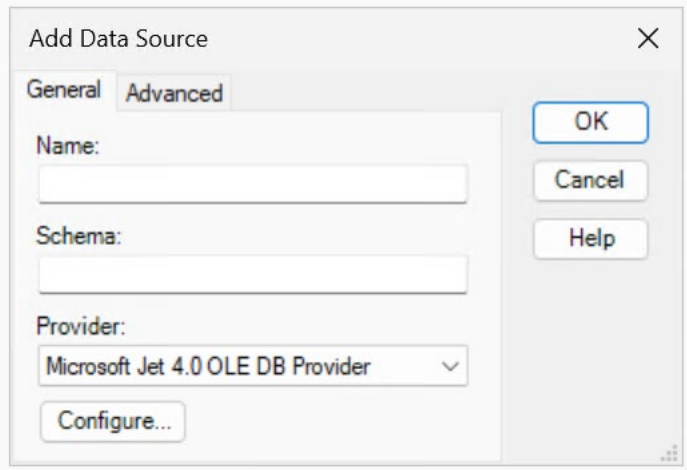 Add Data Source
General Advanced
Name:
Schema:
Provider:
Microsoft Jet 4.0 OLE DB Provider
Configure...
OK
Cancel
Help